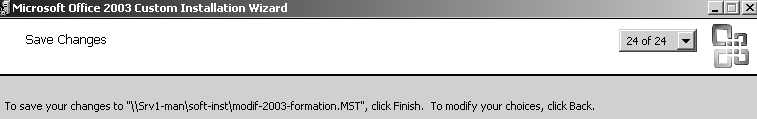 Microsoft Office 2003 Custom Installation Wizard
Save Changes
24 of 24
To save your changes to "\\Srv1-man\soft-inst\modif-2003-formation.MST", click Finish. To modify your choices, click Back.